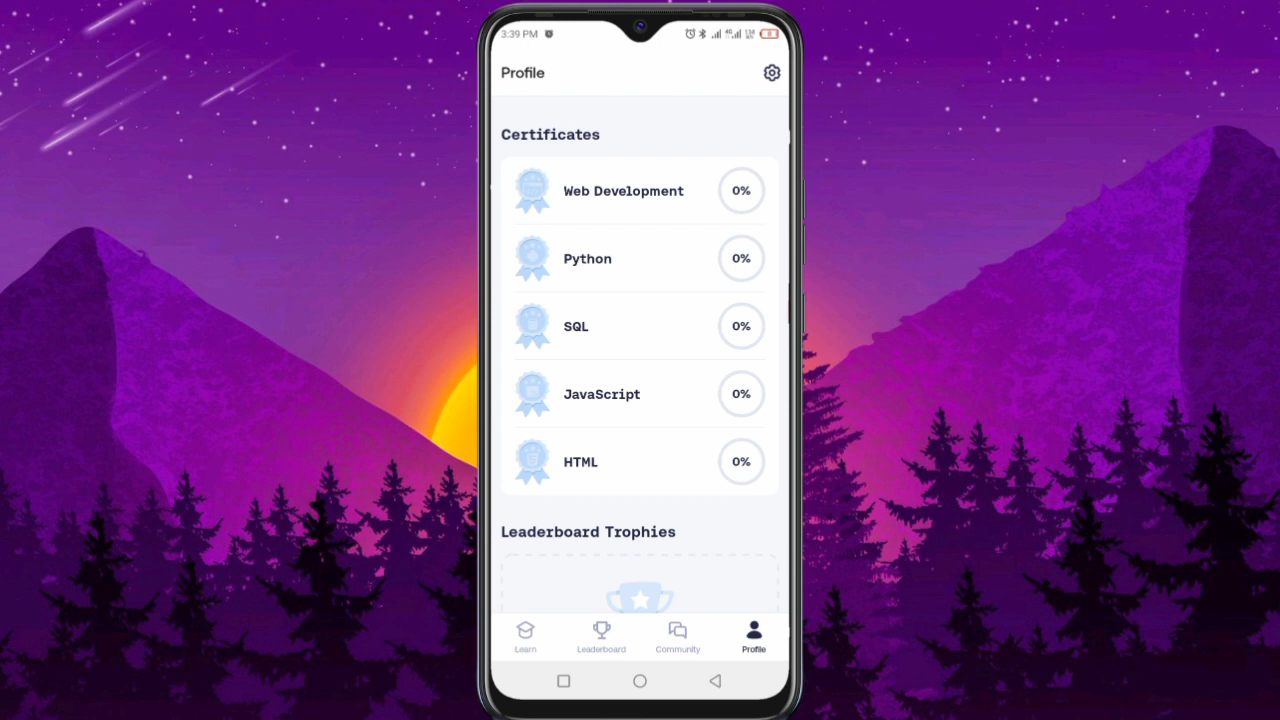 3:39 PM
Profile
Certificates
Web Development 0%
Python 0%
SQL 0%
JavaScript 0%
HTML 0%
Leaderboard Trophies
Learn Leaderboard Community Profile